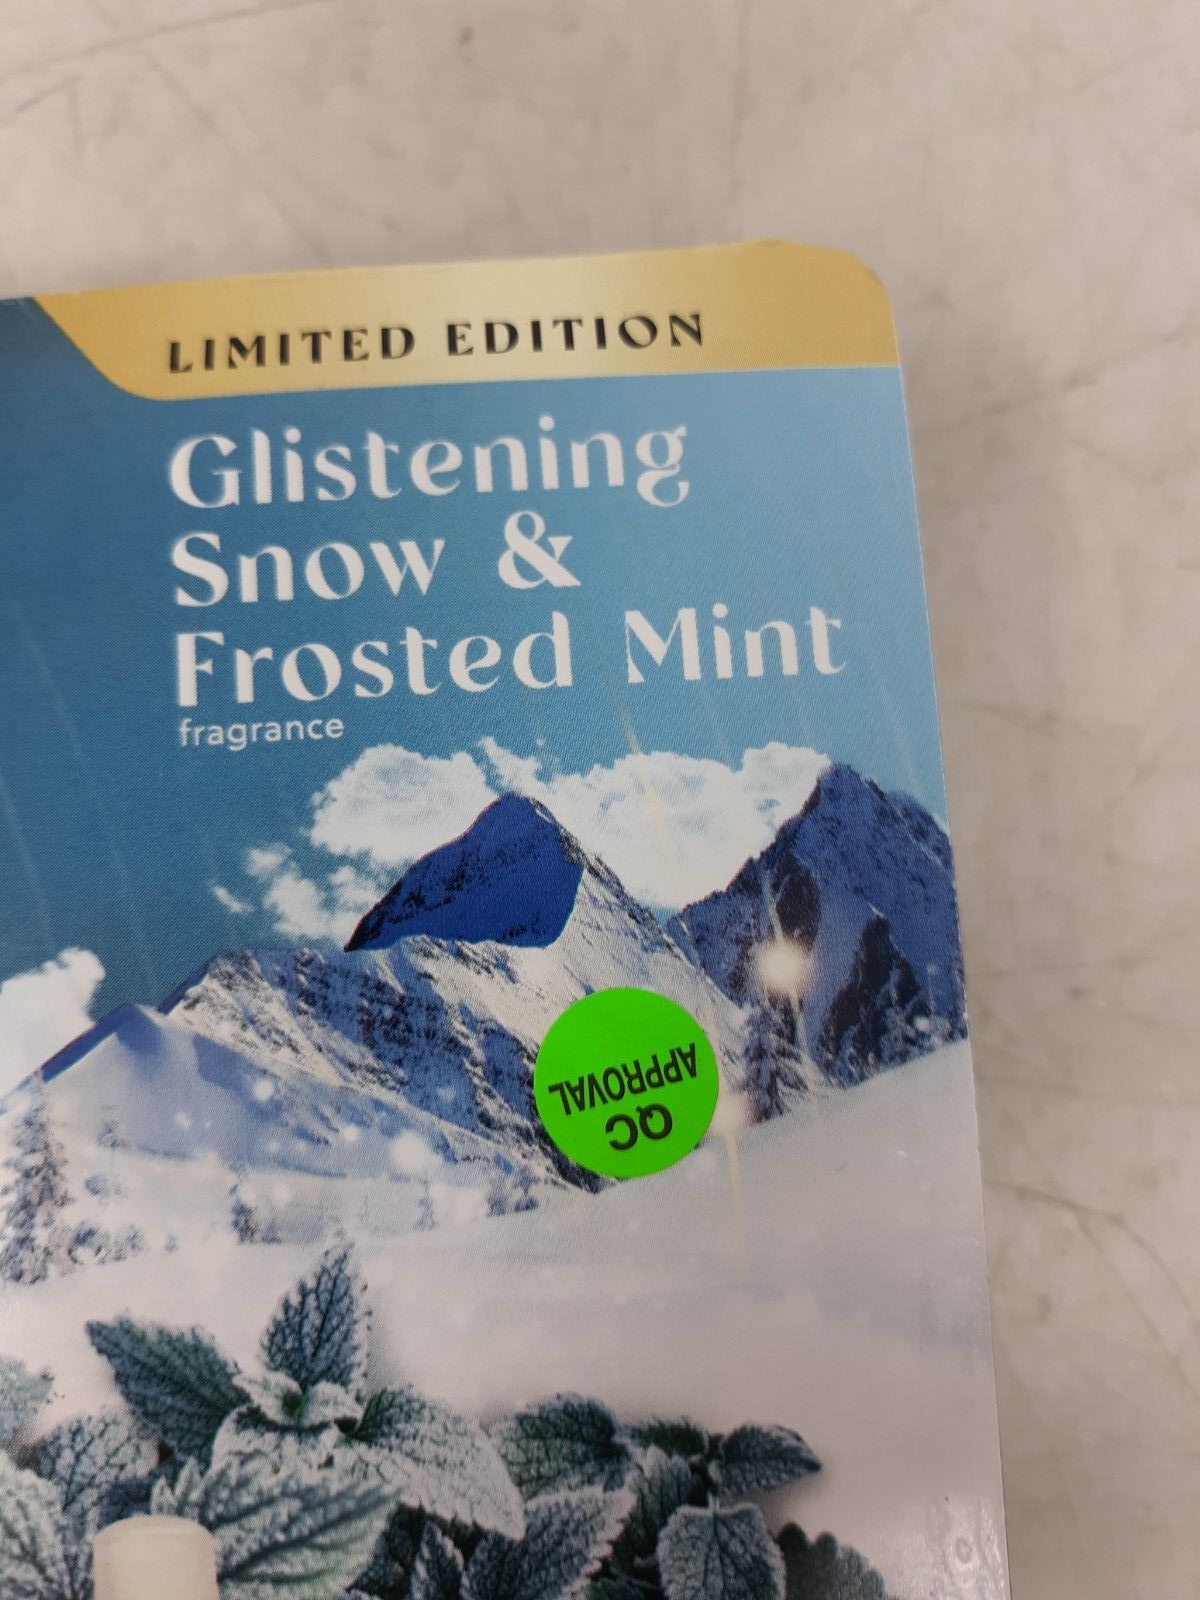 LIMITED EDITION
Glistening
Snow &
Frosted Mint
fragrance
QC
APPROVAL